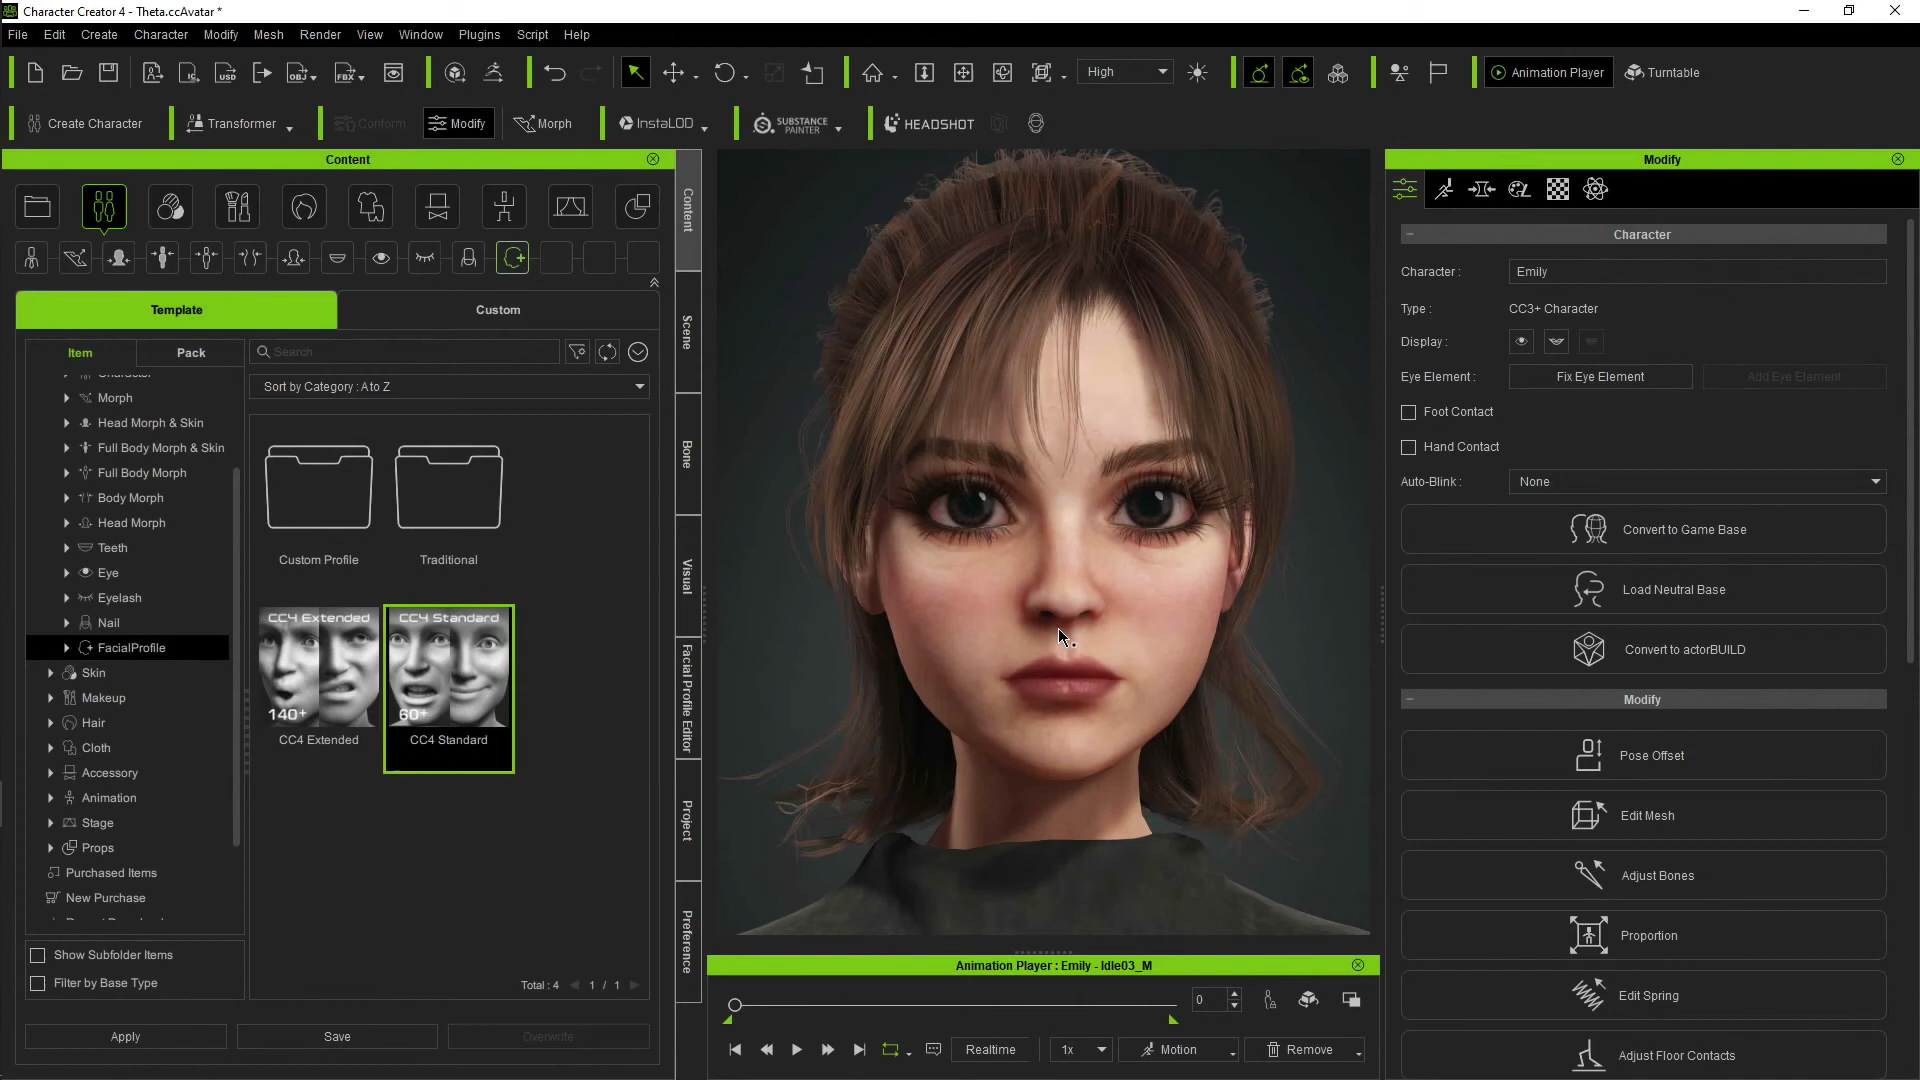 Character Creator 4 - Theta.ccAvatar *
File Edit Create Character Modify Mesh Render View Window Plugins Script Help
IC USD OBJ FBX High Animation Player Turntable
Create Character Transformer Conform Modify Morph InstaLOD SUBSTANCE PAINTER HEADSHOT
Content
Template Custom
Item Pack
Search
Sort by Category : A to Z
Morph
Head Morph & Skin
Full Body Morph & Skin
Full Body Morph
Body Morph
Head Morph
Teeth
Eye
Eyelash
Nail
FacialProfile
Skin
Makeup
Hair
Cloth
Accessory
Animation
Stage
Props
Purchased Items
New Purchase
Custom Profile Traditional
CC4 Extended
140+
CC4 Extended
CC4 Standard
60+
CC4 Standard
Show Subfolder Items
Filter by Base Type
Total : 4 1 / 1
Apply Save Overwrite
Content
Scene
Bone
Visual
Facial Profile Editor
Project
Preference
Animation Player : Emily - Idle03_M
0
Realtime 1x Motion Remove
Modify
Character
Character : Emily
Type : CC3+ Character
Display :
Eye Element : Fix Eye Element Add Eye Element
Foot Contact
Hand Contact
Auto-Blink : None
Convert to Game Base
Load Neutral Base
Convert to actorBUILD
Modify
Pose Offset
Edit Mesh
Adjust Bones
Proportion
Edit Spring
Adjust Floor Contacts